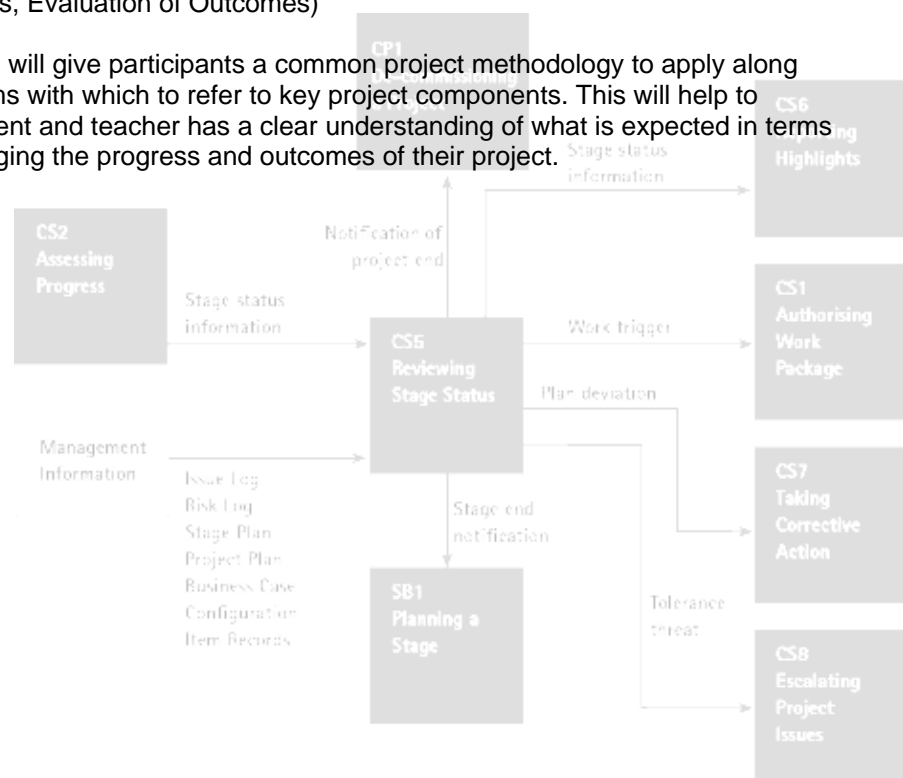 s, Evaluation of Outcomes)
will give participants a common project methodology to apply along
ns with which to refer to key project components. This will help to
ent and teacher has a clear understanding of what is expected in terms
ging the progress and outcomes of their project.
CP1
De-commissioning
a Project
CS6
Reporting
Highlights
Stage status
information
CS2
Assessing
Progress
Notification of
project end
Stage status
information
CS5
Reviewing
Stage Status
Work trigger
CS1
Authorising
Work
Package
Plan deviation
Management
Information
Issue Log
Risk Log
Stage Plan
Project Plan
Business Case
Configuration
Item Records
Stage end
notification
CS7
Taking
Corrective
Action
SB1
Planning a
Stage
Tolerance
threat
CS8
Escalating
Project
Issues